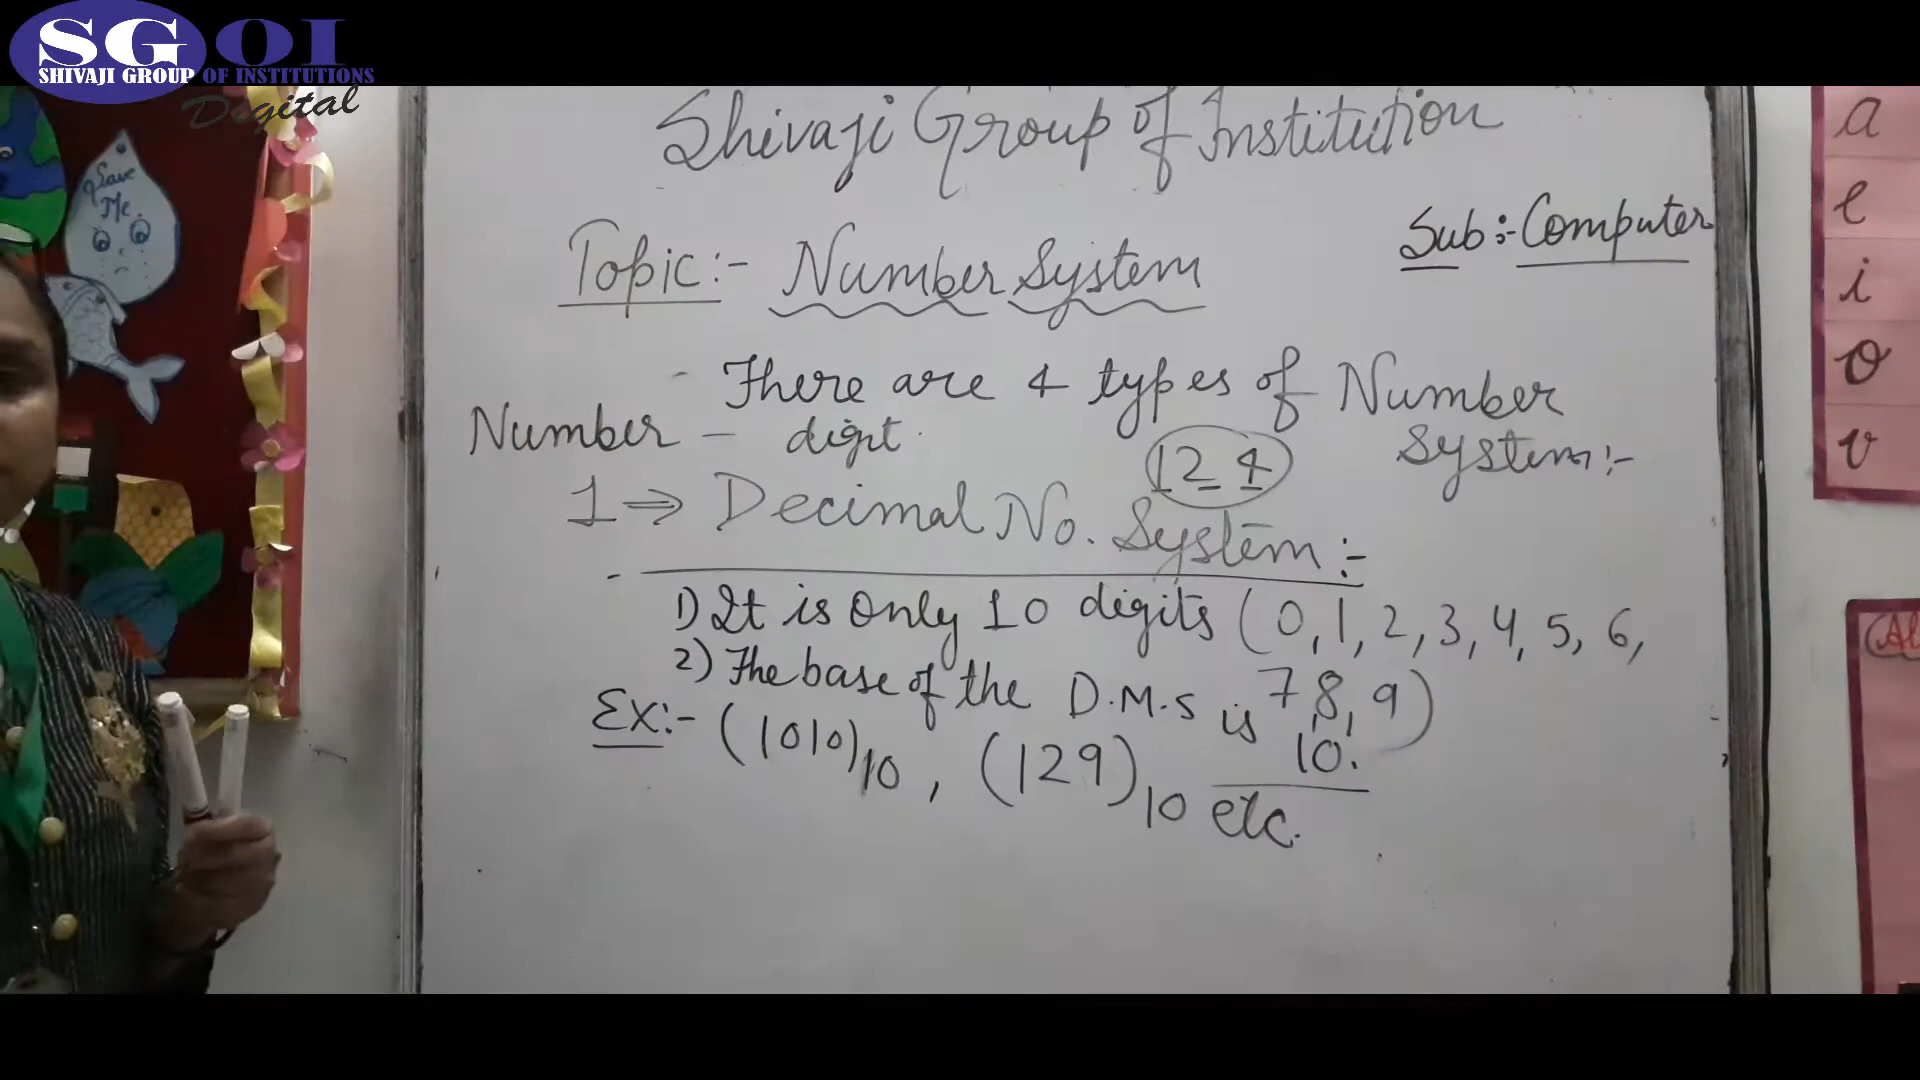 SGOI
SHIVAJI GROUP OF INSTITUTIONS
Digital
Shivaji Group of Institution
Save Me.
Sub:- Computer
Topic:- Number System
There are 4 types of Number System:-
Number - digit
124
1 ⇒ Decimal No. System:-
1) It is only 10 digits (0, 1, 2, 3, 4, 5, 6, 7, 8, 9)
2) The base of the D.M.S is 10.
Ex:- (1010)10, (129)10 etc.
a
e
i
o
v